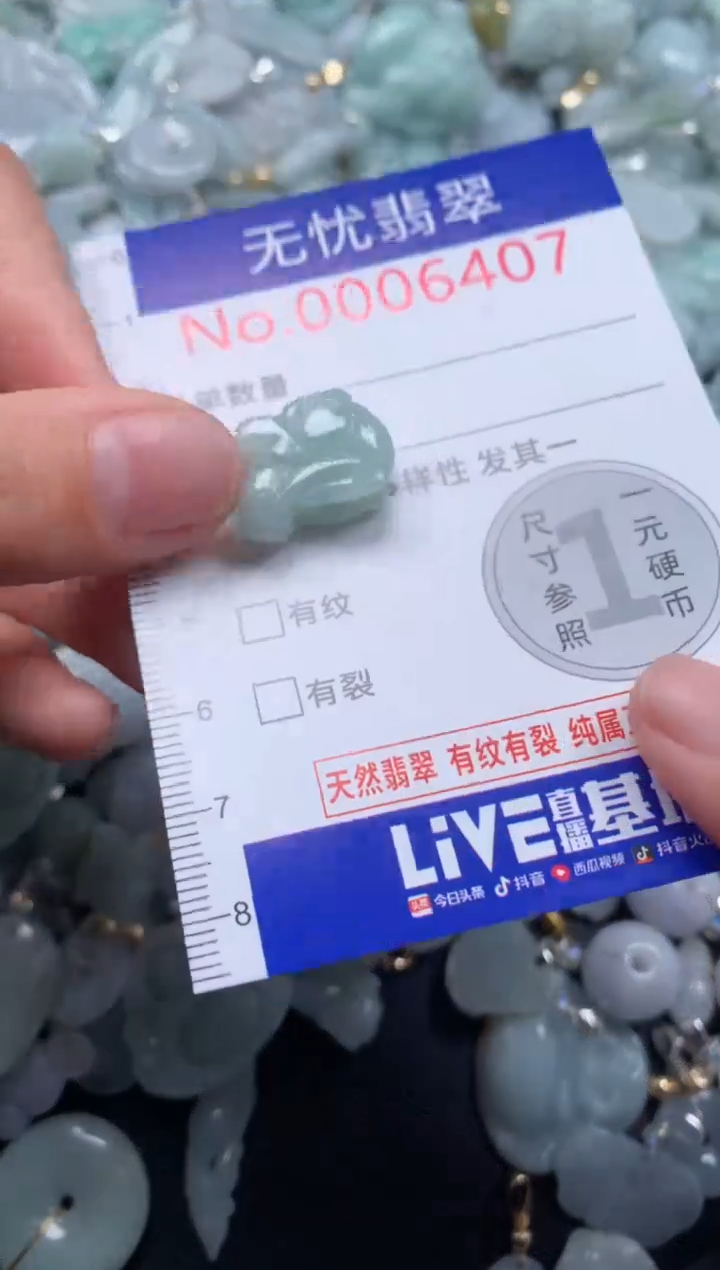 无忧翡翠
No.0006407
单数量
样性 发其一
尺寸参照
1
一元硬币
有纹
有裂
6
7
8
天然翡翠 有纹有裂 纯属
LiVE直播基地
今日头条 抖音 西瓜视频 抖音火